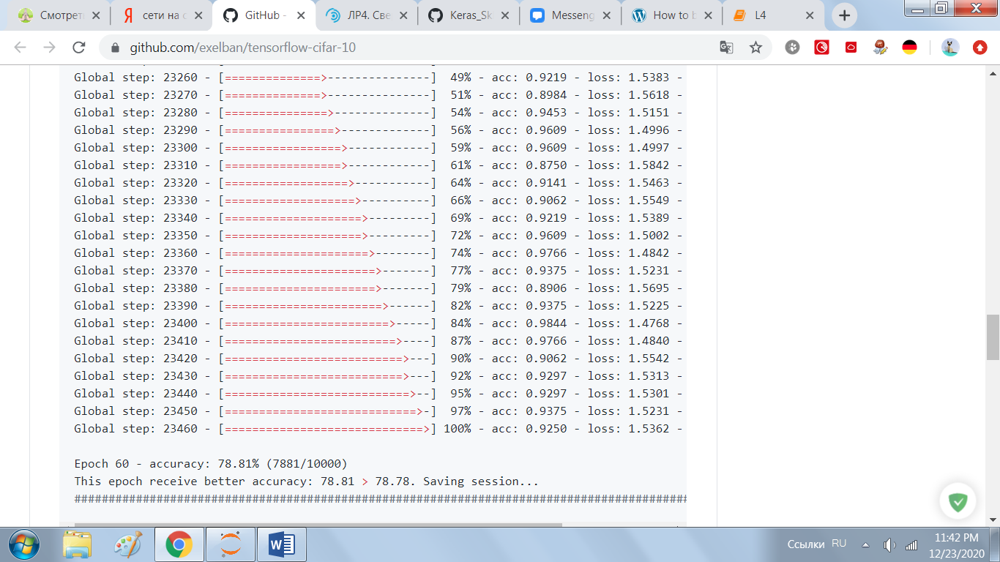 Смотреть
сети на с
GitHub -
ЛР4. Све
Keras_Sk
Messeng
How to b
L4
github.com/exelban/tensorflow-cifar-10
Global step: 23260 - [==============>---------------] 49% - acc: 0.9219 - loss: 1.5383 -
Global step: 23270 - [==============>---------------] 51% - acc: 0.8984 - loss: 1.5618 -
Global step: 23280 - [===============>--------------] 54% - acc: 0.9453 - loss: 1.5151 -
Global step: 23290 - [================>-------------] 56% - acc: 0.9609 - loss: 1.4996 -
Global step: 23300 - [=================>------------] 59% - acc: 0.9609 - loss: 1.4997 -
Global step: 23310 - [=================>------------] 61% - acc: 0.8750 - loss: 1.5842 -
Global step: 23320 - [==================>-----------] 64% - acc: 0.9141 - loss: 1.5463 -
Global step: 23330 - [===================>----------] 66% - acc: 0.9062 - loss: 1.5549 -
Global step: 23340 - [====================>---------] 69% - acc: 0.9219 - loss: 1.5389 -
Global step: 23350 - [====================>---------] 72% - acc: 0.9609 - loss: 1.5002 -
Global step: 23360 - [=====================>--------] 74% - acc: 0.9766 - loss: 1.4842 -
Global step: 23370 - [======================>-------] 77% - acc: 0.9375 - loss: 1.5231 -
Global step: 23380 - [======================>-------] 79% - acc: 0.8906 - loss: 1.5695 -
Global step: 23390 - [=======================>------] 82% - acc: 0.9375 - loss: 1.5225 -
Global step: 23400 - [========================>-----] 84% - acc: 0.9844 - loss: 1.4768 -
Global step: 23410 - [=========================>----] 87% - acc: 0.9766 - loss: 1.4840 -
Global step: 23420 - [==========================>---] 90% - acc: 0.9062 - loss: 1.5542 -
Global step: 23430 - [==========================>---] 92% - acc: 0.9297 - loss: 1.5313 -
Global step: 23440 - [===========================>--] 95% - acc: 0.9297 - loss: 1.5301 -
Global step: 23450 - [============================>-] 97% - acc: 0.9375 - loss: 1.5231 -
Global step: 23460 - [=============================>] 100% - acc: 0.9250 - loss: 1.5362 -
Epoch 60 - accuracy: 78.81% (7881/10000)
This epoch receive better accuracy: 78.81 > 78.78. Saving session...
##########################################################################################
Ссылки RU
11:42 PM
12/23/2020